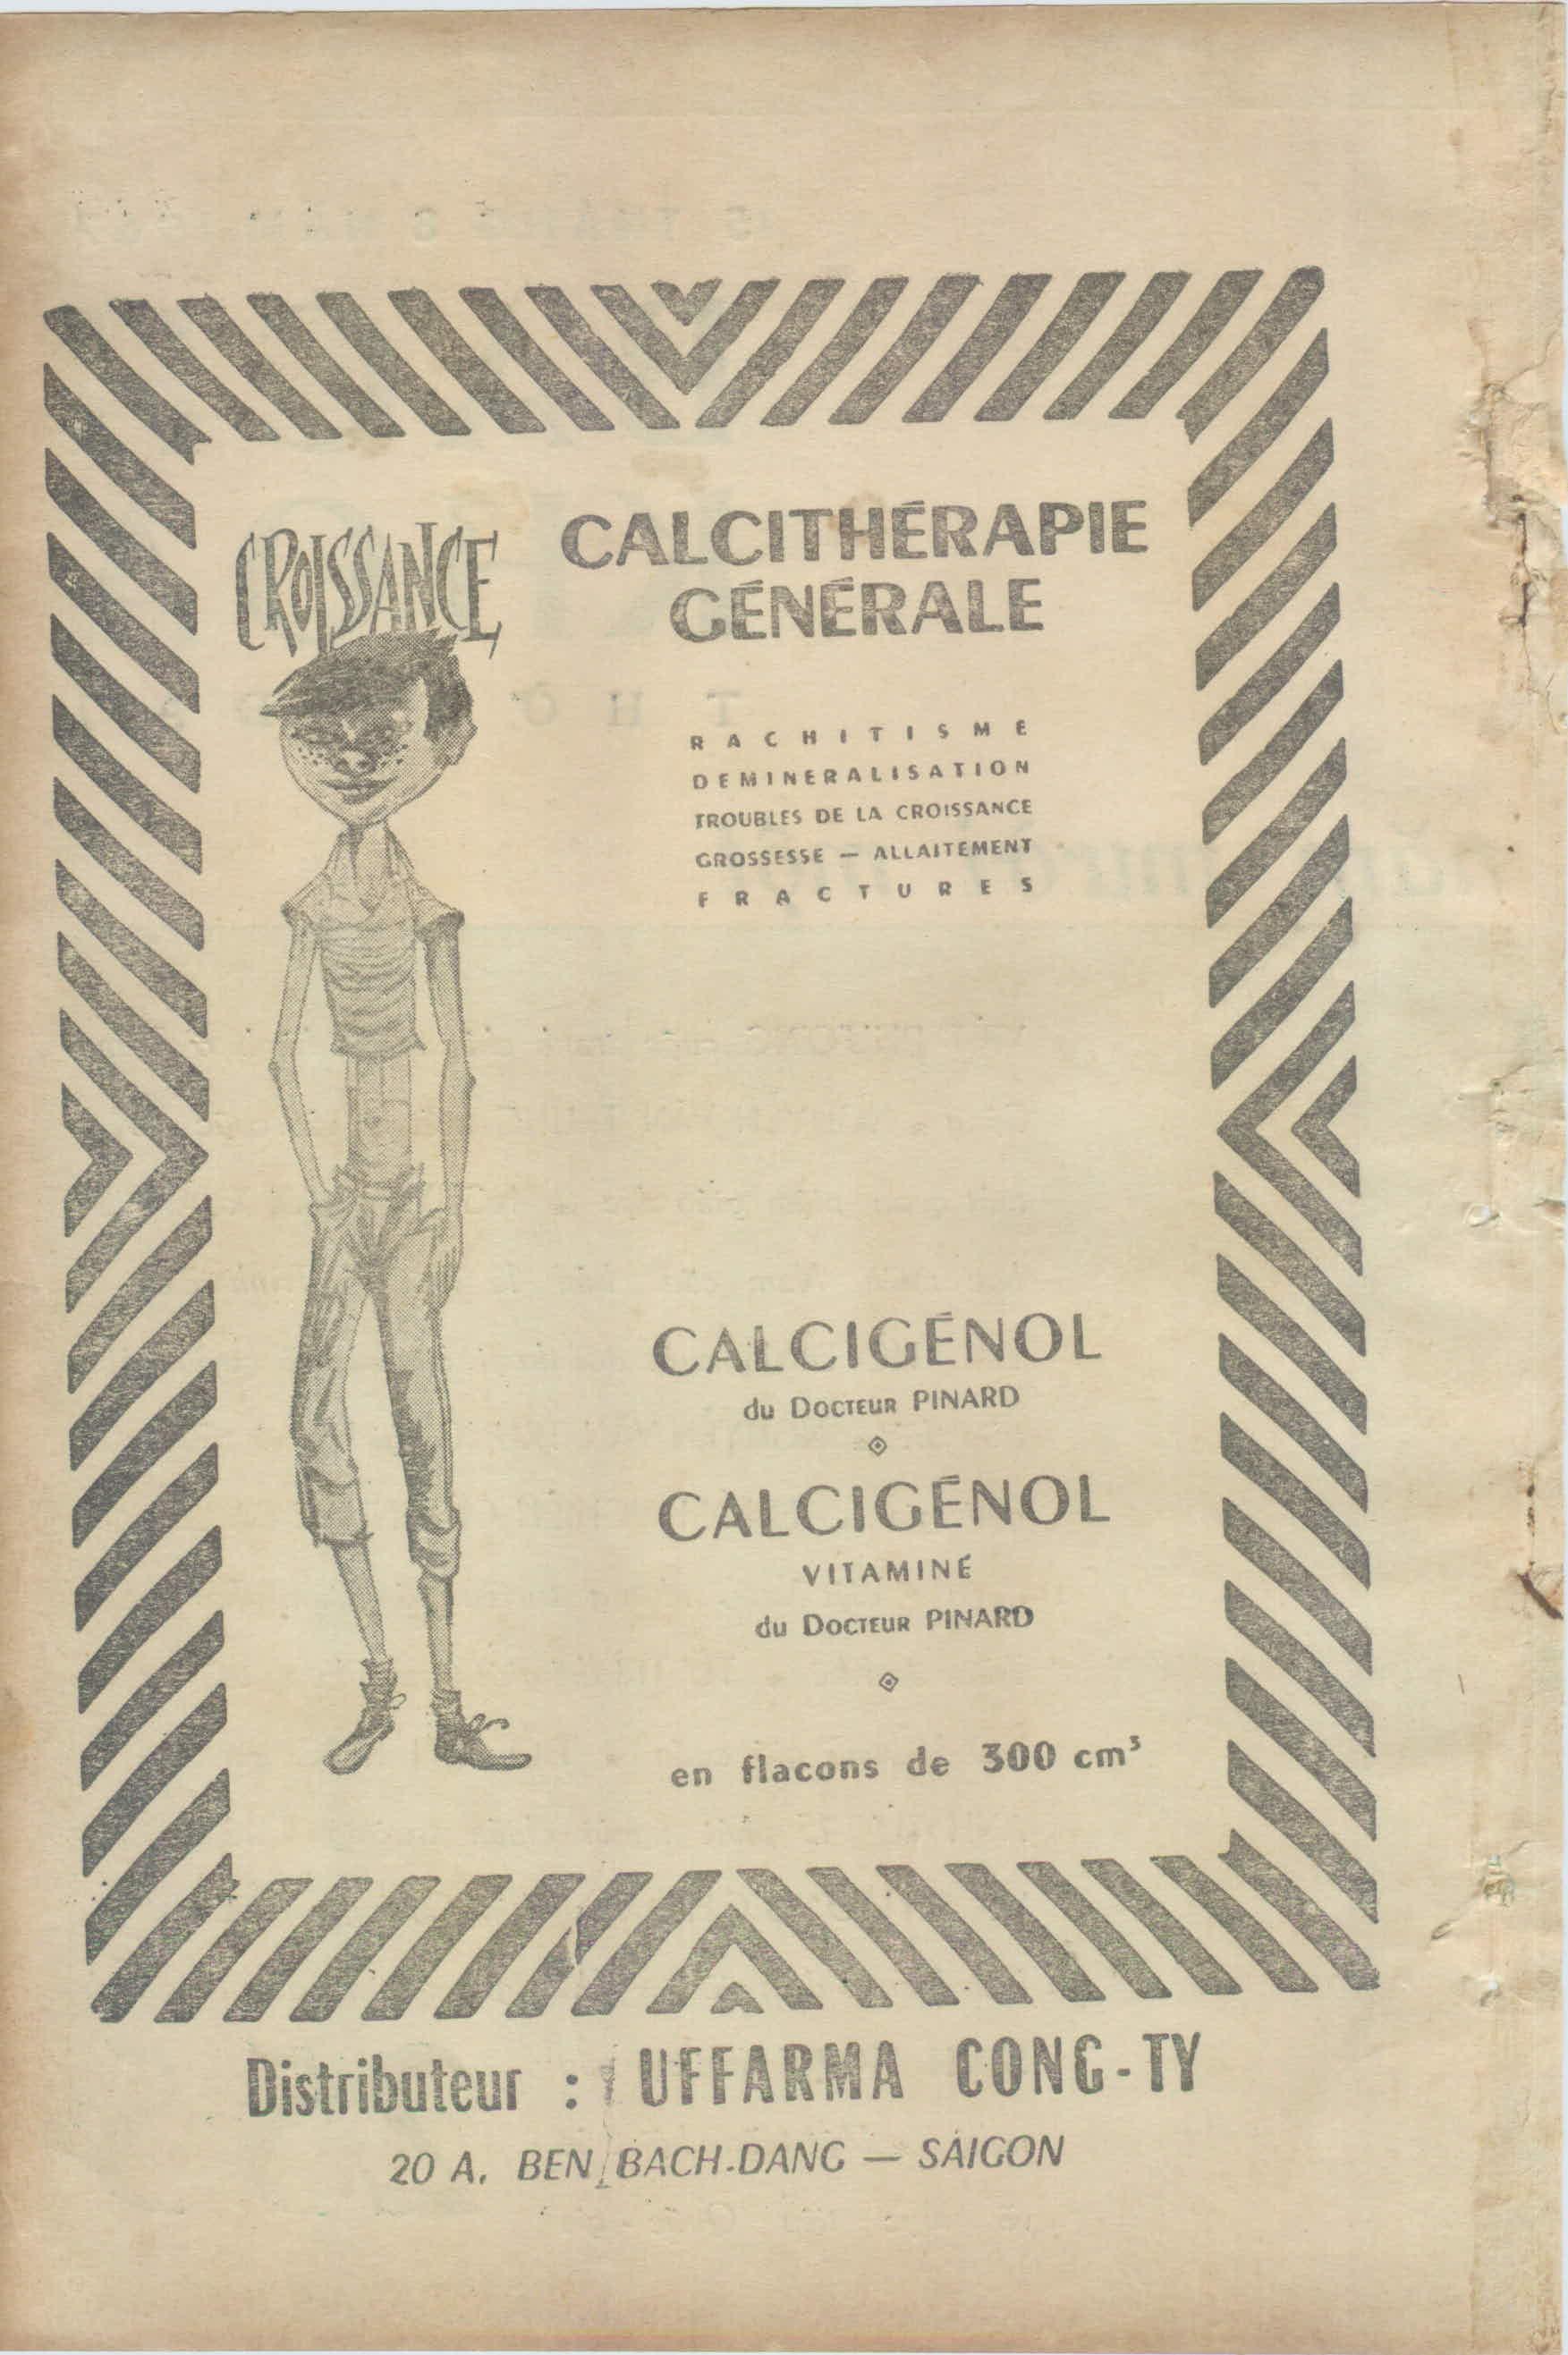 CROISSANCE
CALCITHÉRAPIE
GÉNÉRALE
RACHITISME
DEMINERALISATION
TROUBLES DE LA CROISSANCE
GROSSESSE — ALLAITEMENT
FRACTURES
CALCIGÉNOL
du DOCTEUR PINARD
CALCIGÉNOL
VITAMINÉ
du DOCTEUR PINARD
en flacons de 300 cm³
Distributeur : UFFARMA CONG-TY
20 A. BEN BACH-DANG — SAIGON